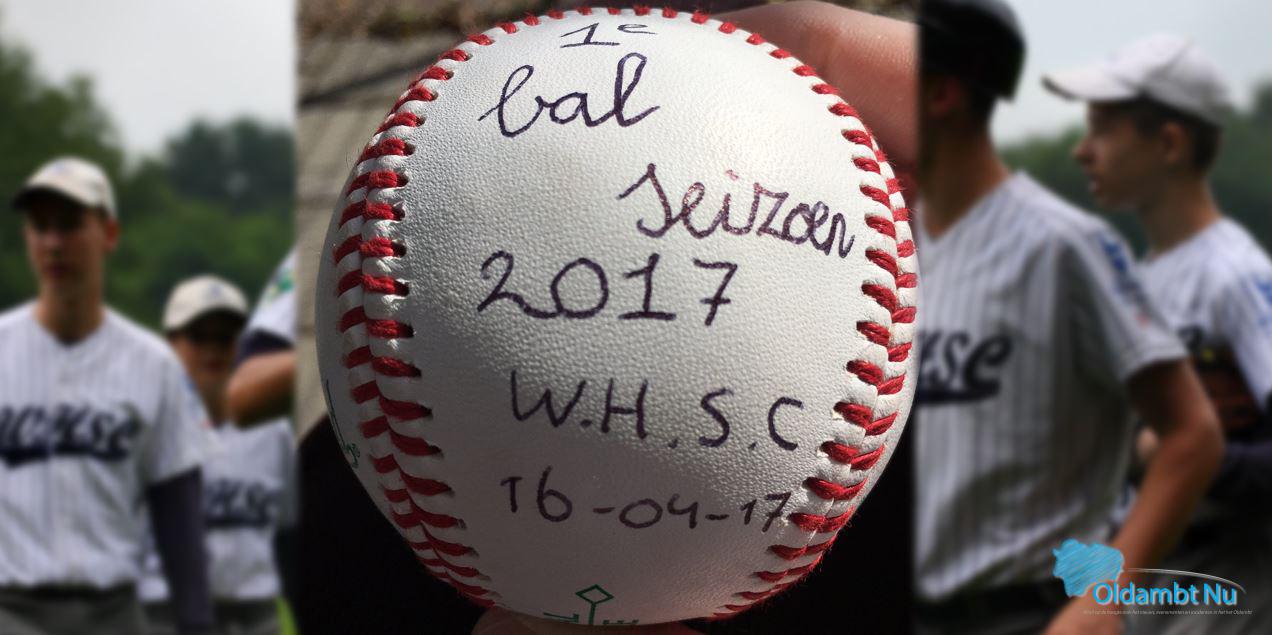 1e
bal
seizoen
2017
W.H.S.C
16-04-17
Oldambt Nu